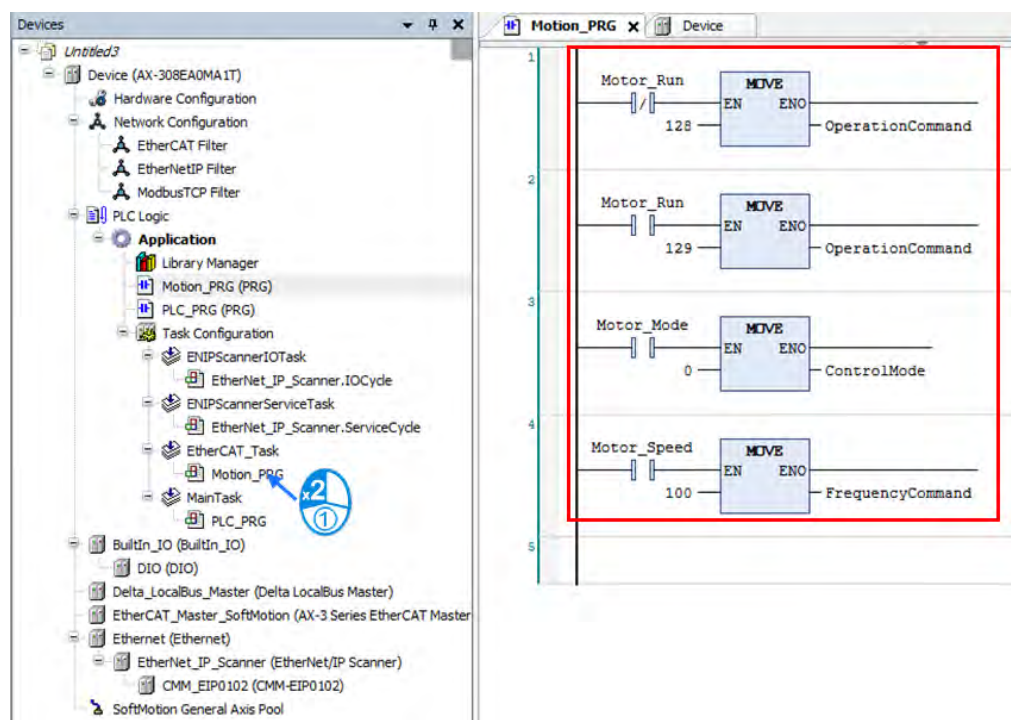 Devices
Untitled3
Device (AX-308EA0MA1T)
Hardware Configuration
Network Configuration
EtherCAT Filter
EtherNetIP Filter
ModbusTCP Filter
PLC Logic
Application
Library Manager
Motion_PRG (PRG)
PLC_PRG (PRG)
Task Configuration
ENIPScannerIOTask
EtherNet_IP_Scanner.IOCycle
ENIPScannerServiceTask
EtherNet_IP_Scanner.ServiceCycle
EtherCAT_Task
Motion_PRG
x2
①
MainTask
PLC_PRG
BuiltIn_IO (BuiltIn_IO)
DIO (DIO)
Delta_LocalBus_Master (Delta LocalBus Master)
EtherCAT_Master_SoftMotion (AX-3 Series EtherCAT Master
Ethernet (Ethernet)
EtherNet_IP_Scanner (EtherNet/IP Scanner)
CMM_EIP0102 (CMM-EIP0102)
SoftMotion General Axis Pool
Motion_PRG X Device
1
Motor_Run MOVE
EN ENO
128 OperationCommand
2
Motor_Run MOVE
EN ENO
129 OperationCommand
3
Motor_Mode MOVE
EN ENO
0 ControlMode
4
Motor_Speed MOVE
EN ENO
100 FrequencyCommand
5